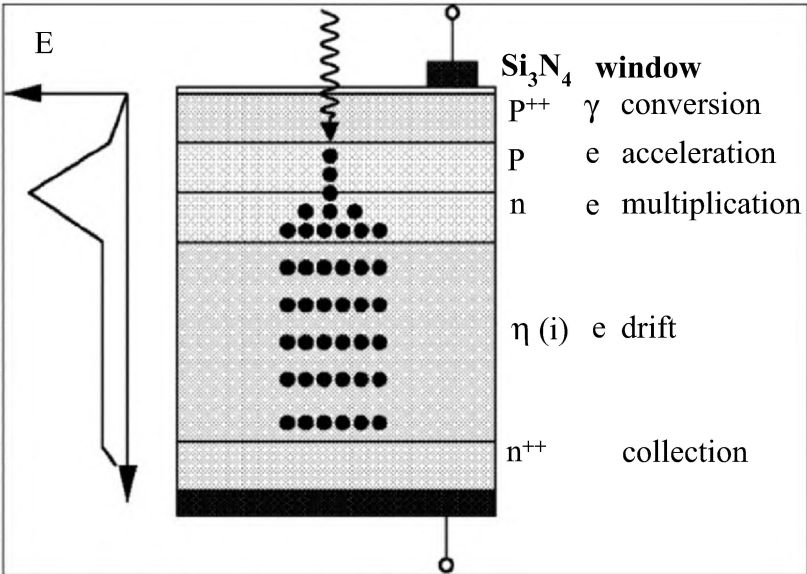 E
Si₃N₄ window
P⁺⁺ γ conversion
P e acceleration
n e multiplication
η (i) e drift
n⁺⁺ collection